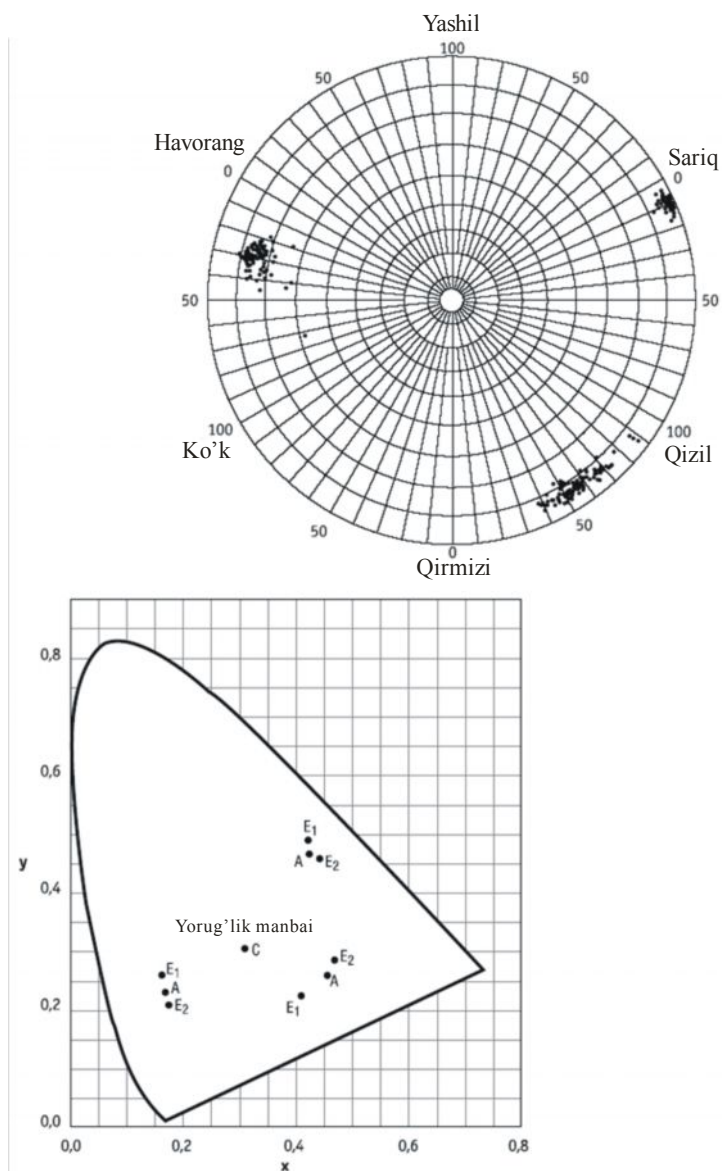 Yashil
100
50
50
Havorang
Sariq
0
0
50
50
100
100
Ko'k
Qizil
50
50
0
Qirmizi
0,8
0,6
E1
A
E2
y
0,4
Yorug'lik manbai
C
E1
E2
A
A
0,2
E2
E1
0,0
0,0
0,2
0,4
0,6
0,8
x